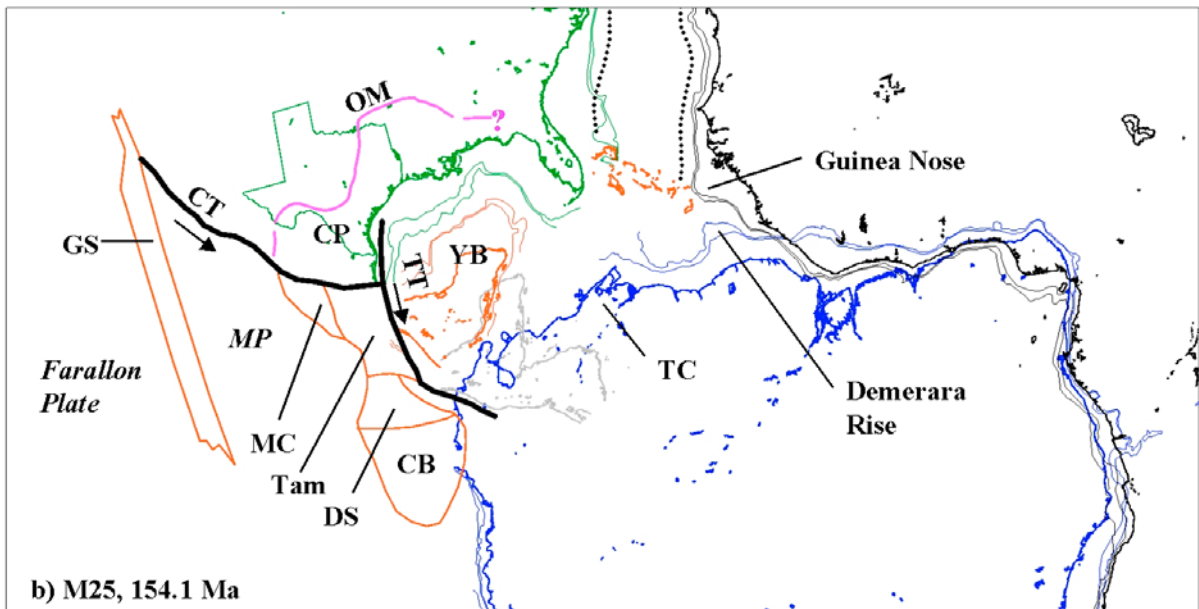 OM
?
Guinea Nose
CT
GS
CP
TT
YB
MP
Farallon
Plate
TC
Demerara
Rise
MC
Tam
DS
CB
b) M25, 154.1 Ma